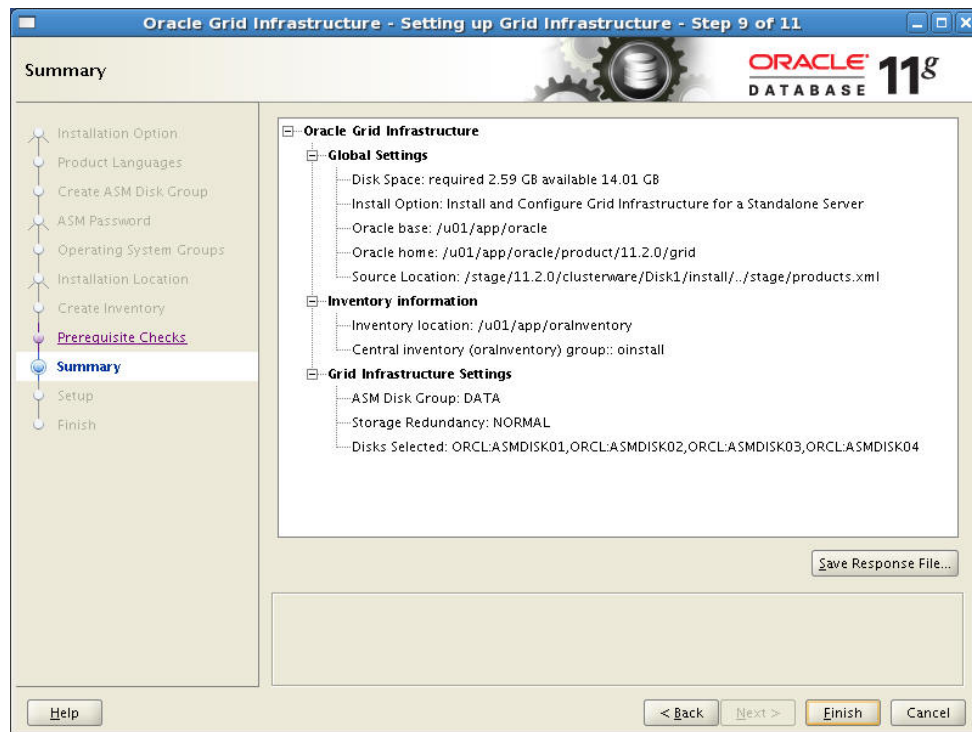 Oracle Grid Infrastructure - Setting up Grid Infrastructure - Step 9 of 11
Summary
ORACLE
DATABASE
11g
Installation Option
Product Languages
Create ASM Disk Group
ASM Password
Operating System Groups
Installation Location
Create Inventory
Prerequisite Checks
Summary
Setup
Finish
Oracle Grid Infrastructure
Global Settings
Disk Space: required 2.59 GB available 14.01 GB
Install Option: Install and Configure Grid Infrastructure for a Standalone Server
Oracle base: /u01/app/oracle
Oracle home: /u01/app/oracle/product/11.2.0/grid
Source Location: /stage/11.2.0/clusterware/Disk1/install/../stage/products.xml
Inventory information
Inventory location: /u01/app/oraInventory
Central inventory (oraInventory) group:: oinstall
Grid Infrastructure Settings
ASM Disk Group: DATA
Storage Redundancy: NORMAL
Disks Selected: ORCL:ASMDISK01,ORCL:ASMDISK02,ORCL:ASMDISK03,ORCL:ASMDISK04
Save Response File...
Help
< Back
Next >
Finish
Cancel